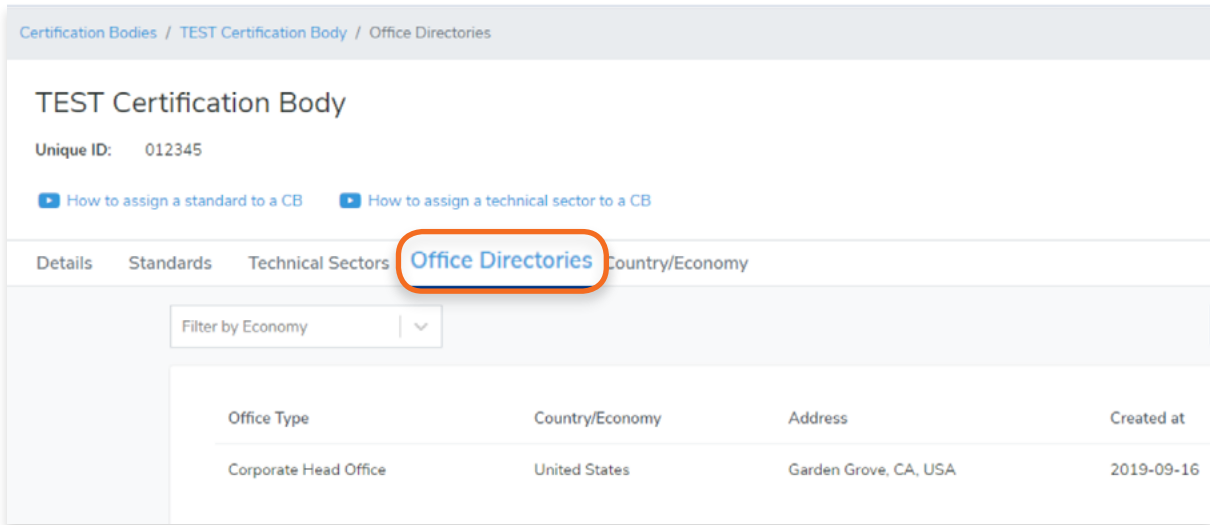 Certification Bodies / TEST Certification Body / Office Directories
TEST Certification Body
Unique ID: 012345
How to assign a standard to a CB How to assign a technical sector to a CB
Details Standards Technical Sectors Office Directories Country/Economy
Filter by Economy
Office Type Country/Economy Address Created at
Corporate Head Office United States Garden Grove, CA, USA 2019-09-16